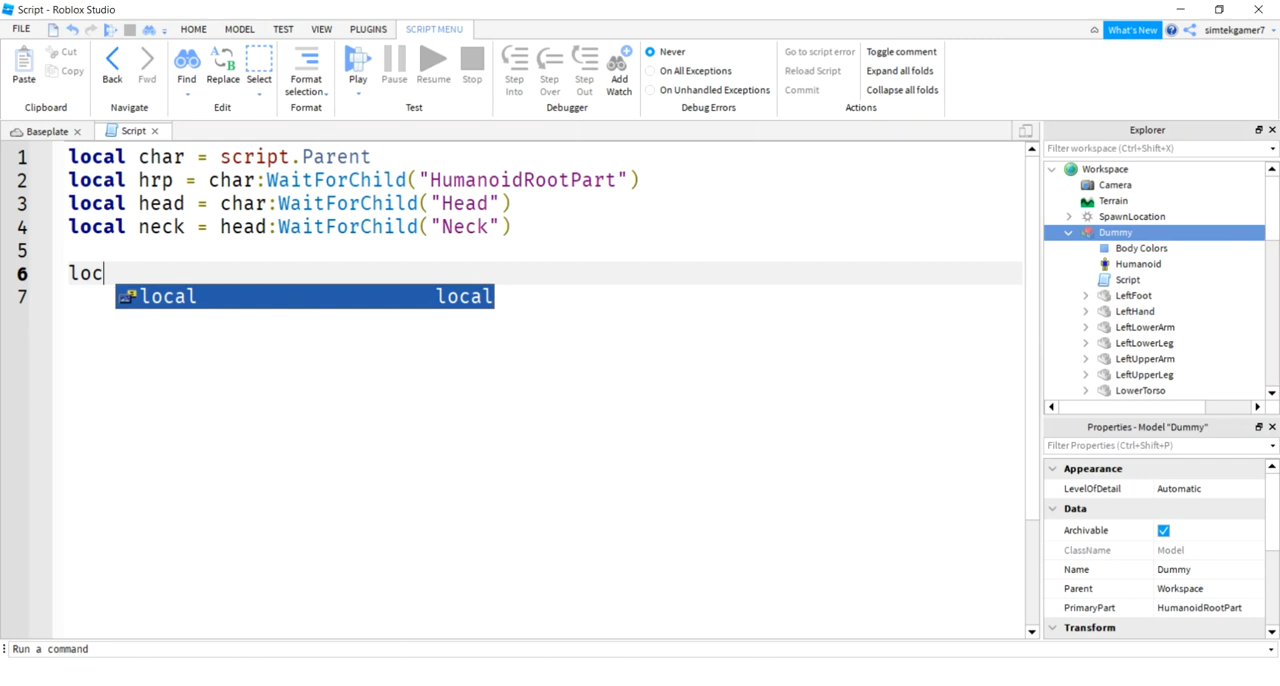 Script - Roblox Studio
FILE HOME MODEL TEST VIEW PLUGINS SCRIPT MENU What's New simtekgamer7
Paste Cut Copy Back Fwd Find Replace Select Format selection Play Pause Resume Stop Step Into Step Over Step Out Add Watch
Never
On All Exceptions
On Unhandled Exceptions
Go to script error
Reload Script
Commit
Toggle comment
Expand all folds
Collapse all folds
Clipboard Navigate Edit Format Test Debugger Debug Errors Actions
Baseplate Script
1 local char = script.Parent
2 local hrp = char:WaitForChild("HumanoidRootPart")
3 local head = char:WaitForChild("Head")
4 local neck = head:WaitForChild("Neck")
5
6 loc
7 local local
Explorer
Filter workspace (Ctrl+Shift+X)
Workspace
Camera
Terrain
SpawnLocation
Dummy
Body Colors
Humanoid
Script
LeftFoot
LeftHand
LeftLowerArm
LeftLowerLeg
LeftUpperArm
LeftUpperLeg
LowerTorso
Properties - Model "Dummy"
Filter Properties (Ctrl+Shift+P)
Appearance
LevelOfDetail Automatic
Data
Archivable
ClassName Model
Name Dummy
Parent Workspace
PrimaryPart HumanoidRootPart
Transform
Run a command